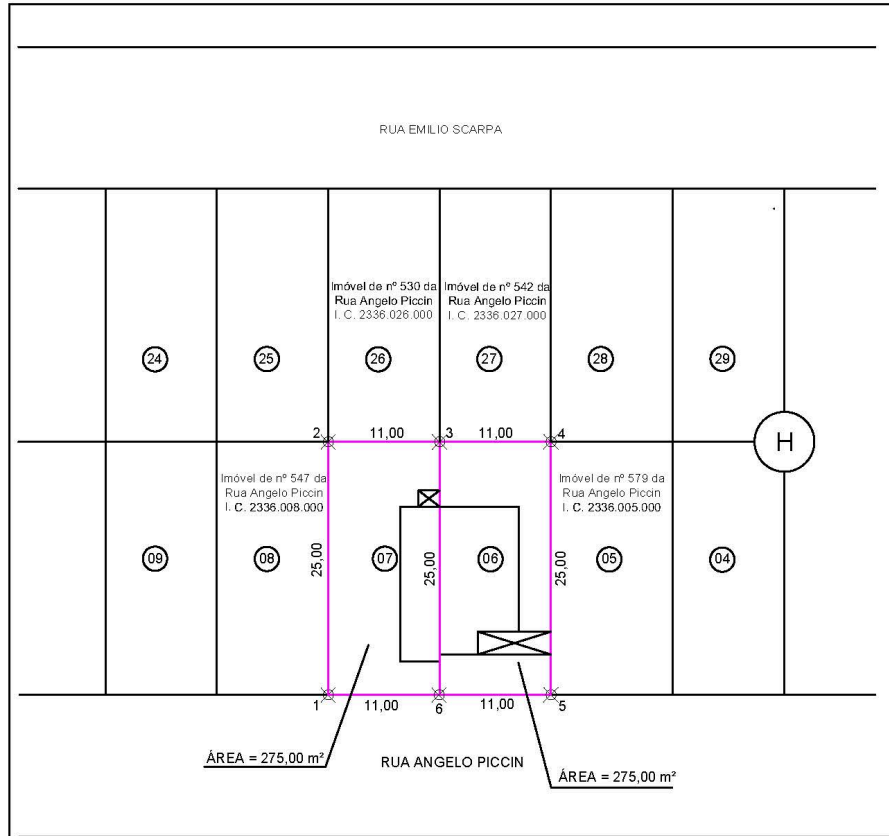 RUA EMILIO SCARPA
Imóvel de nº 530 da
Rua Angelo Piccin
I. C. 2336.026.000
Imóvel de nº 542 da
Rua Angelo Piccin
I. C. 2336.027.000
24
25
26
27
28
29
2
11,00
3
11,00
4
H
Imóvel de nº 547 da
Rua Angelo Piccin
I. C. 2336.008.000
Imóvel de nº 579 da
Rua Angelo Piccin
I. C. 2336.005.000
09
08
25,00
07
25,00
06
25,00
05
04
1
11,00
6
11,00
5
ÁREA = 275,00 m²
RUA ANGELO PICCIN
ÁREA = 275,00 m²